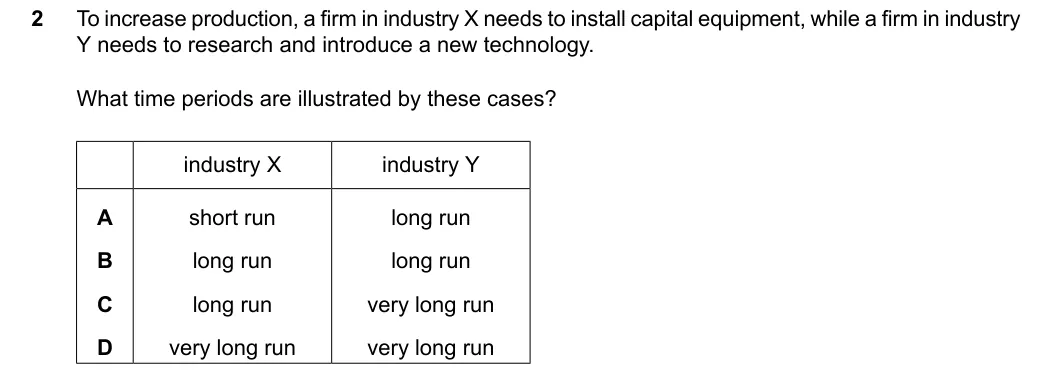 2 To increase production, a firm in industry X needs to install capital equipment, while a firm in industry
Y needs to research and introduce a new technology.
What time periods are illustrated by these cases?
industry X industry Y
A short run long run
B long run long run
C long run very long run
D very long run very long run